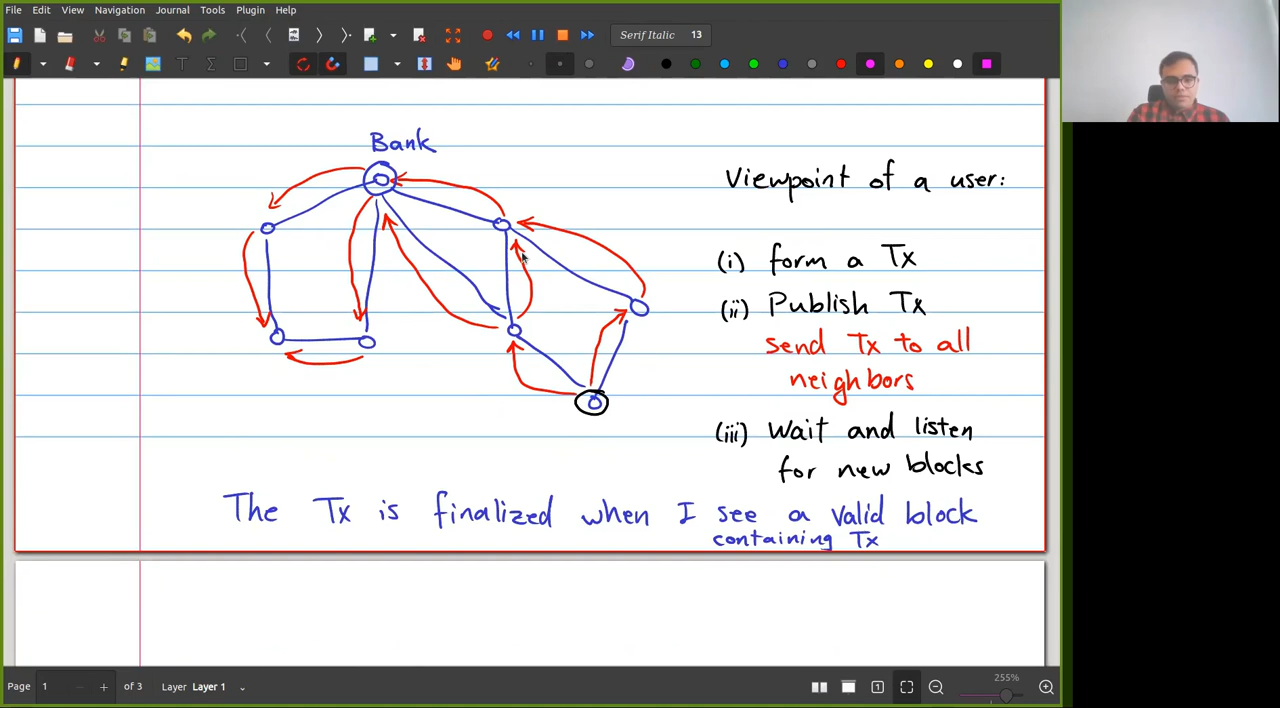 File Edit View Navigation Journal Tools Plugin Help
Serif Italic 13
Bank
Viewpoint of a user:
(i) form a Tx
(ii) Publish Tx
send Tx to all
neighbors
(iii) Wait and listen
for new blocks
The Tx is finalized when I see a valid block
containing Tx
Page 1 of 3 Layer Layer 1 255%